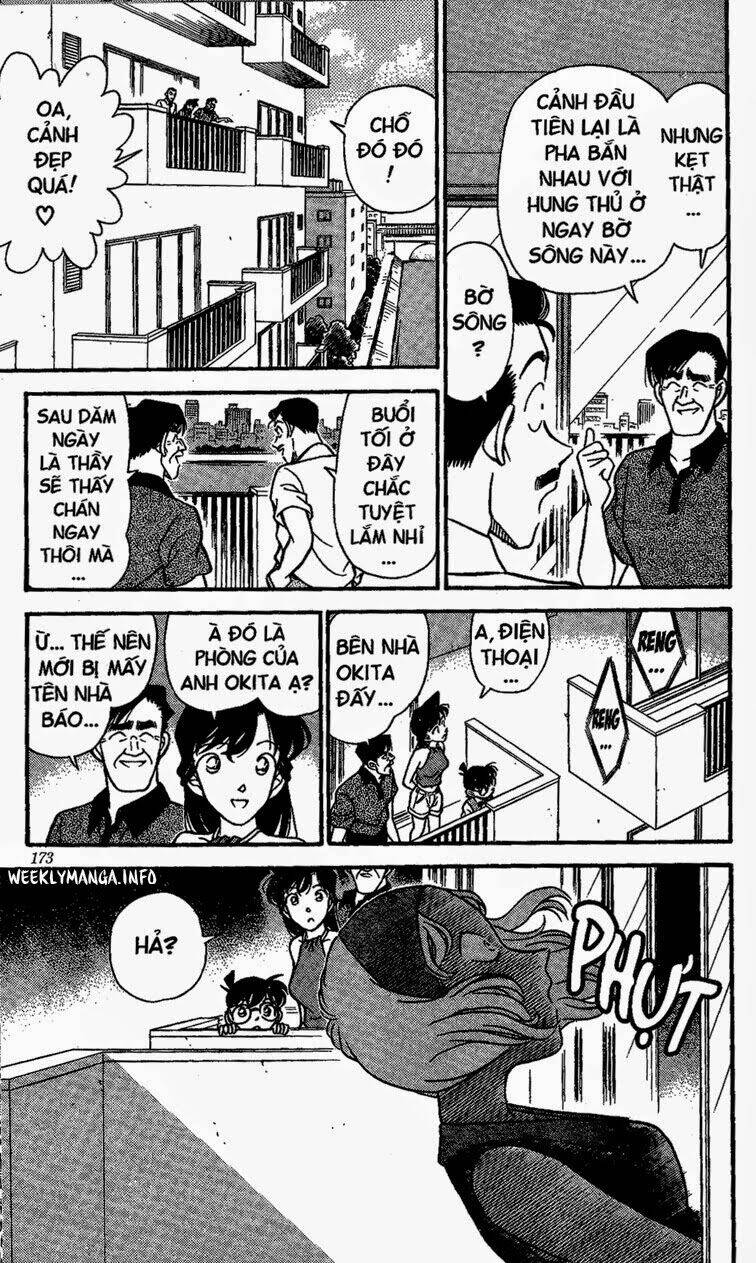 NHƯNG
KẸT
THẬT
...
CẢNH ĐẦU
TIÊN LẠI LÀ
PHA BẮN
NHAU VỚI
HUNG THỦ Ở
NGAY BỜ
SÔNG NÀY...
BỜ
SÔNG
?
CHỖ
ĐÓ ĐÓ
!
OA,
CẢNH
ĐẸP
QUÁ!
♡
BUỔI
TỐI Ở
ĐÂY
CHẮC
TUYỆT
LẮM NHỈ
...
SAU DĂM
NGÀY
LÀ THẦY
SẼ THẤY
CHÁN
NGAY
THÔI MÀ
...
RENG
...
RENG
...
A, ĐIỆN
THOẠI
...
BÊN NHÀ
OKITA
ĐẤY...
À ĐÓ LÀ
PHÒNG CỦA
ANH OKITA Ạ?
Ừ... THẾ NÊN
MỚI BỊ MẤY
TÊN NHÀ
BÁO...
173
WEEKLYMANGA.INFO
HẢ?
PHỤT